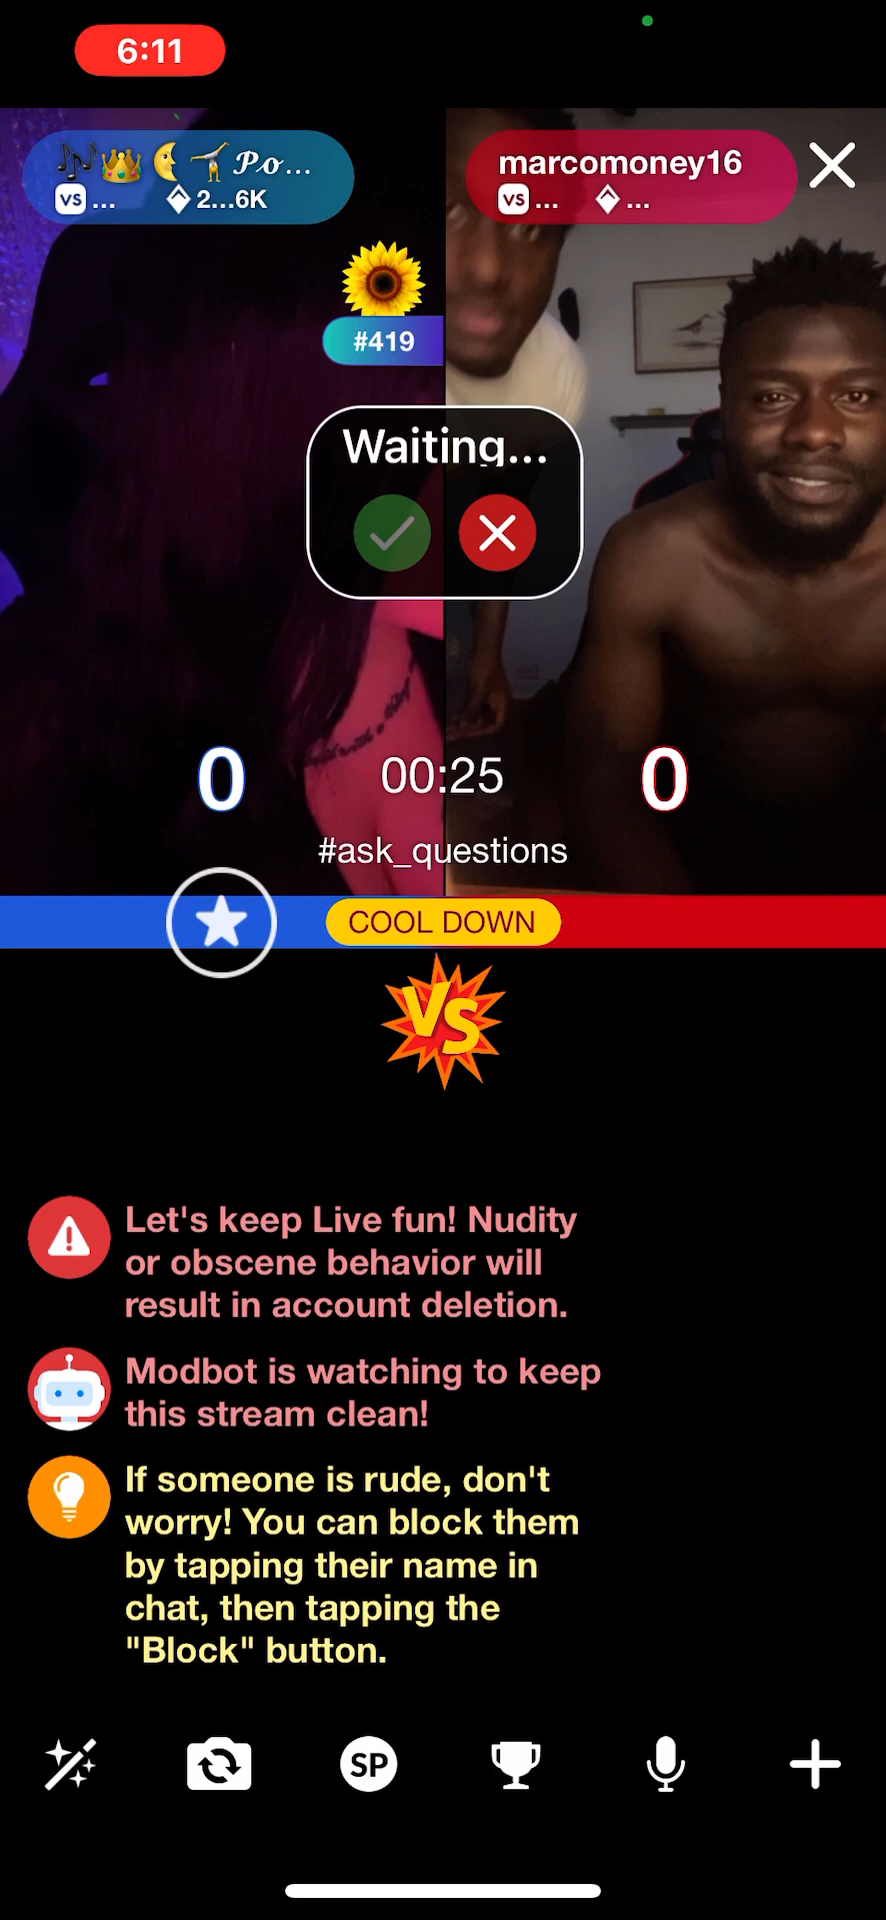 6:11
🎶👑🌛🤸𝓟𝓸...
marcomoney16
VS ...
2...6K
VS ...
...
#419
Waiting...
0
00:25
0
#ask_questions
COOL DOWN
VS
Let's keep Live fun! Nudity
or obscene behavior will
result in account deletion.
Modbot is watching to keep
this stream clean!
If someone is rude, don't
worry! You can block them
by tapping their name in
chat, then tapping the
"Block" button.
SP